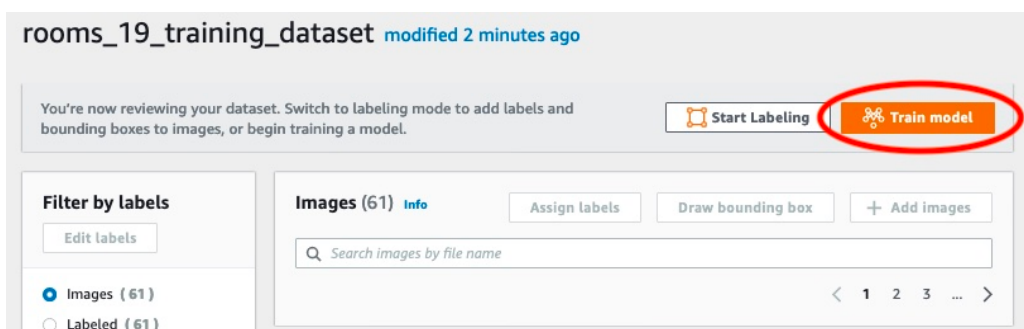 rooms_19_training_dataset modified 2 minutes ago
You're now reviewing your dataset. Switch to labeling mode to add labels and
bounding boxes to images, or begin training a model.
Start Labeling
Train model
Filter by labels
Edit labels
Images (61)
Labeled (61)
Images (61) Info
Assign labels
Draw bounding box
+ Add images
Search images by file name
< 1 2 3 ... >